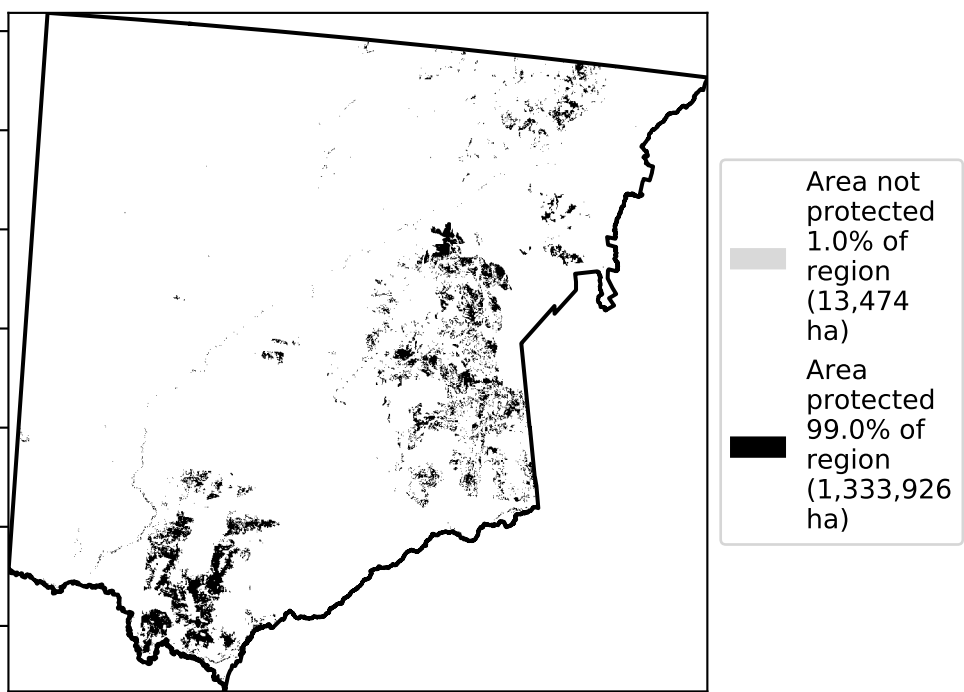 Area not
protected
1.0% of
region
(13,474
ha)
Area
protected
99.0% of
region
(1,333,926
ha)